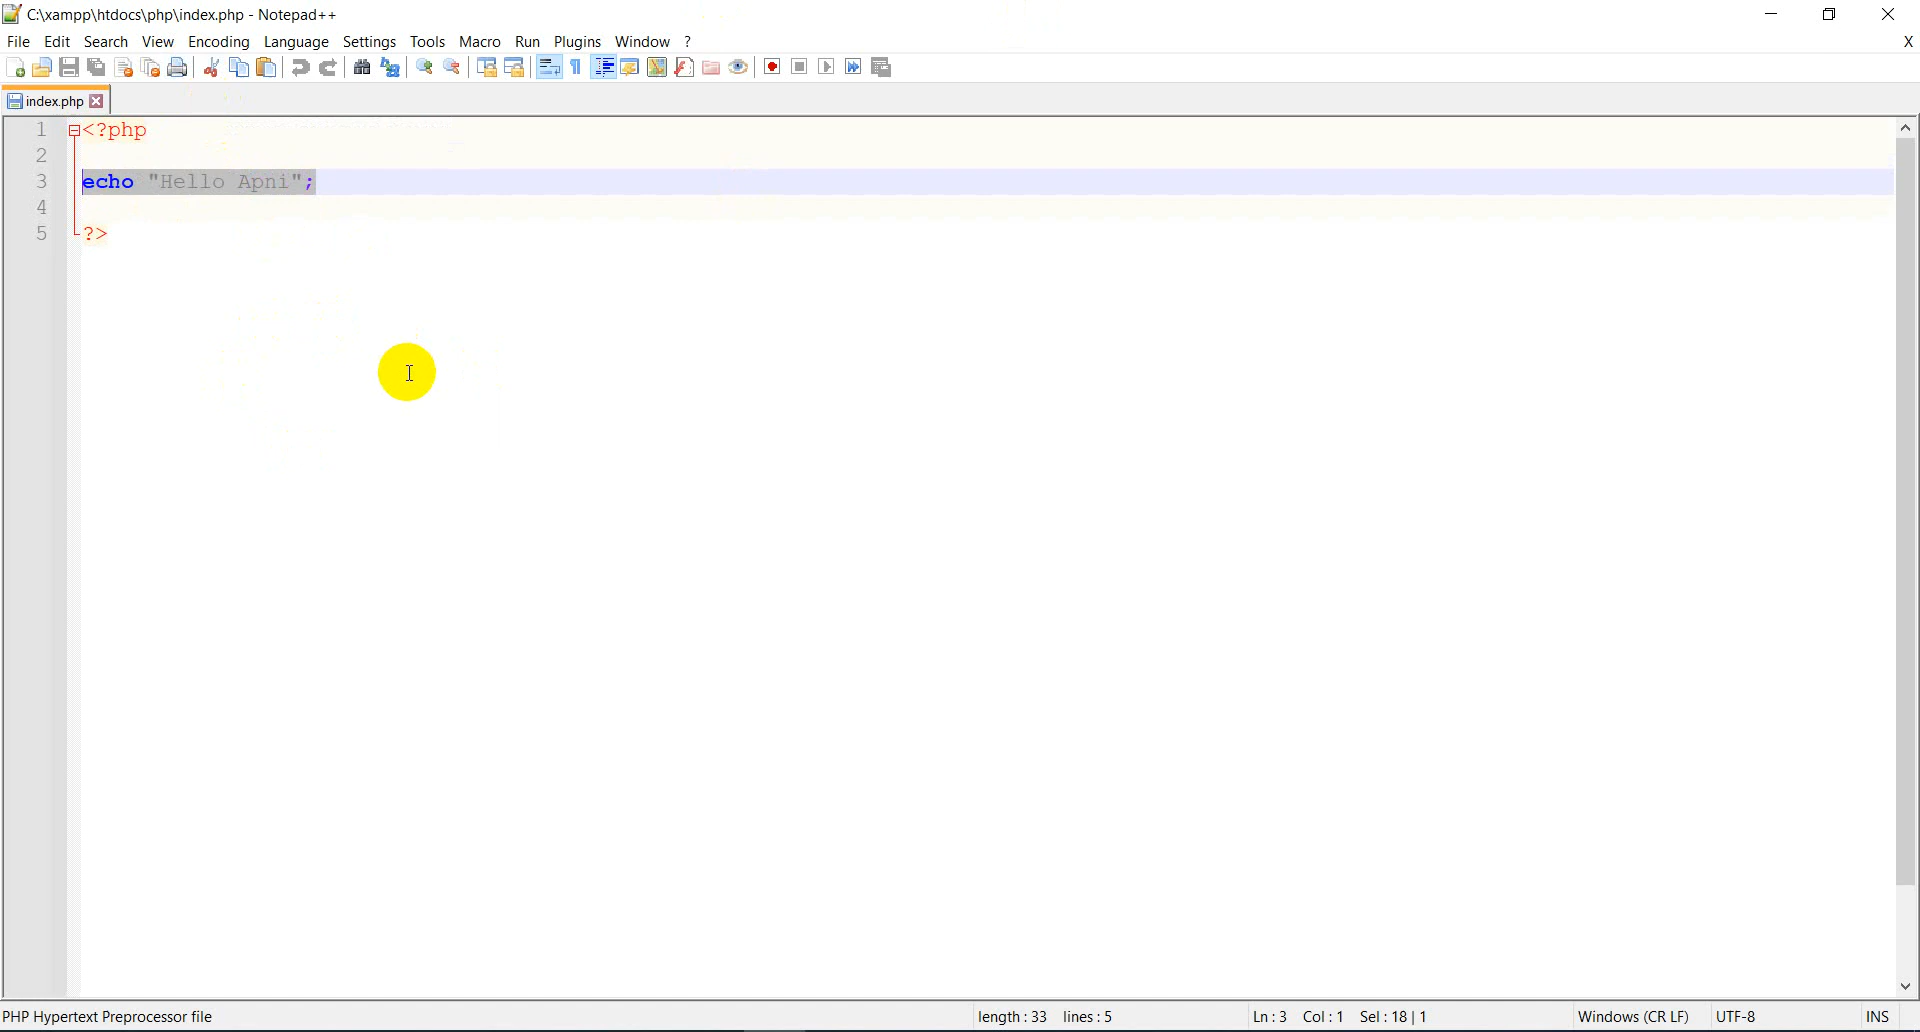 C:\xampp\htdocs\php\index.php - Notepad++
File Edit Search View Encoding Language Settings Tools Macro Run Plugins Window ? X
index.php
1 <?php
2
3 echo "Hello Apni";
4
5 ?>
PHP Hypertext Preprocessor file length : 33 lines : 5 Ln : 3 Col : 1 Sel : 18 | 1 Windows (CR LF) UTF-8 INS